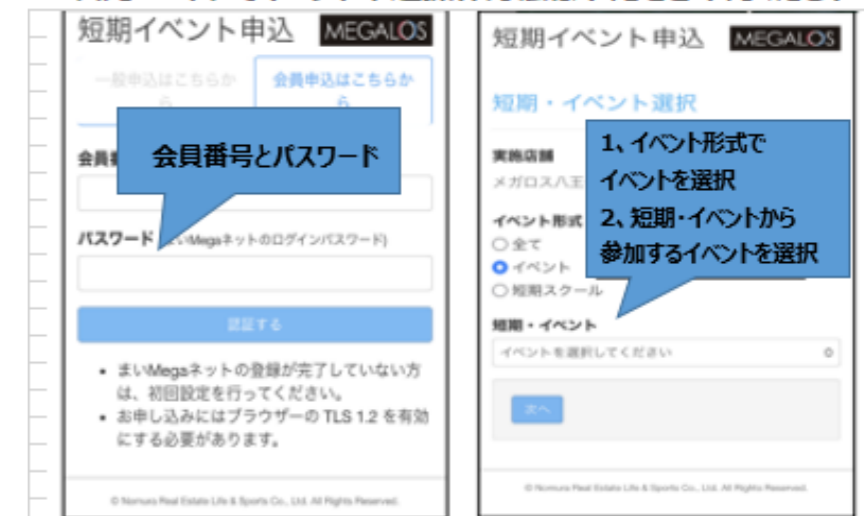 短期イベント申込 MEGALOS
一般申込はこちらから
会員申込はこちらから
会員番号とパスワード
パスワード
まいMegaネットのログインパスワード)
認証する
・まいMegaネットの登録が完了していない方
は、初回設定を行ってください。
・お申し込みにはブラウザーの TLS 1.2 を有効
にする必要があります。
© Nomura Real Estate Life & Sports Co., Ltd. All Rights Reserved.
短期イベント申込 MEGALOS
短期・イベント選択
実施店舗
メガロス八王
1、イベント形式で
イベントを選択
2、短期・イベントから
参加するイベントを選択
イベント形式
全て
イベント
短期スクール
短期・イベント
イベントを選択してください
次へ
© Nomura Real Estate Life & Sports Co., Ltd. All Rights Reserved.